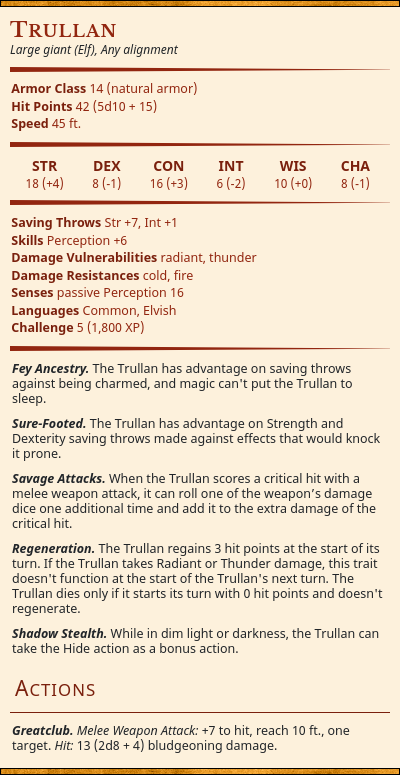 Trullan
Large giant (Elf), Any alignment
Armor Class 14 (natural armor)
Hit Points 42 (5d10 + 15)
Speed 45 ft.
STR DEX CON INT WIS CHA
18 (+4) 8 (-1) 16 (+3) 6 (-2) 10 (+0) 8 (-1)
Saving Throws Str +7, Int +1
Skills Perception +6
Damage Vulnerabilities radiant, thunder
Damage Resistances cold, fire
Senses passive Perception 16
Languages Common, Elvish
Challenge 5 (1,800 XP)
Fey Ancestry. The Trullan has advantage on saving throws
against being charmed, and magic can't put the Trullan to
sleep.
Sure-Footed. The Trullan has advantage on Strength and
Dexterity saving throws made against effects that would knock
it prone.
Savage Attacks. When the Trullan scores a critical hit with a
melee weapon attack, it can roll one of the weapon’s damage
dice one additional time and add it to the extra damage of the
critical hit.
Regeneration. The Trullan regains 3 hit points at the start of its
turn. If the Trullan takes Radiant or Thunder damage, this trait
doesn't function at the start of the Trullan's next turn. The
Trullan dies only if it starts its turn with 0 hit points and doesn't
regenerate.
Shadow Stealth. While in dim light or darkness, the Trullan can
take the Hide action as a bonus action.
Actions
Greatclub. Melee Weapon Attack: +7 to hit, reach 10 ft., one
target. Hit: 13 (2d8 + 4) bludgeoning damage.